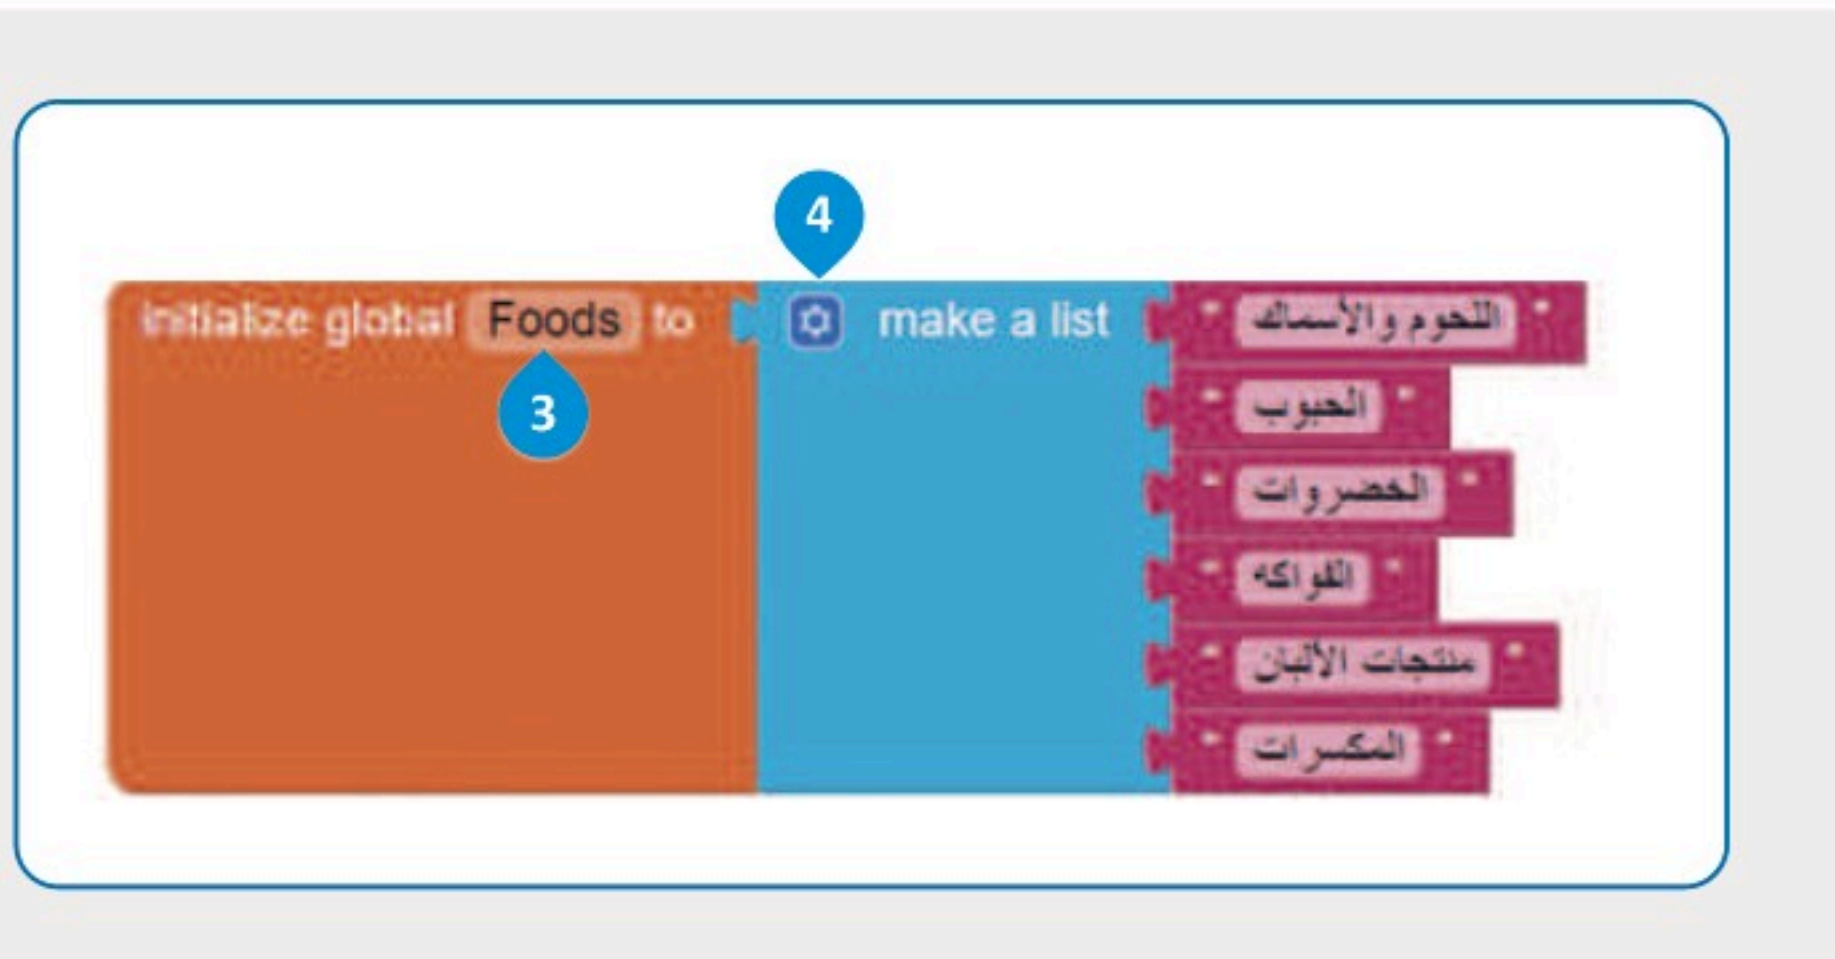 4
initialize global Foods to make a list " اللحوم والأسماك "
3
" الحبوب "
" الخضروات "
" الفواكه "
" منتجات الألبان "
" المكسرات "